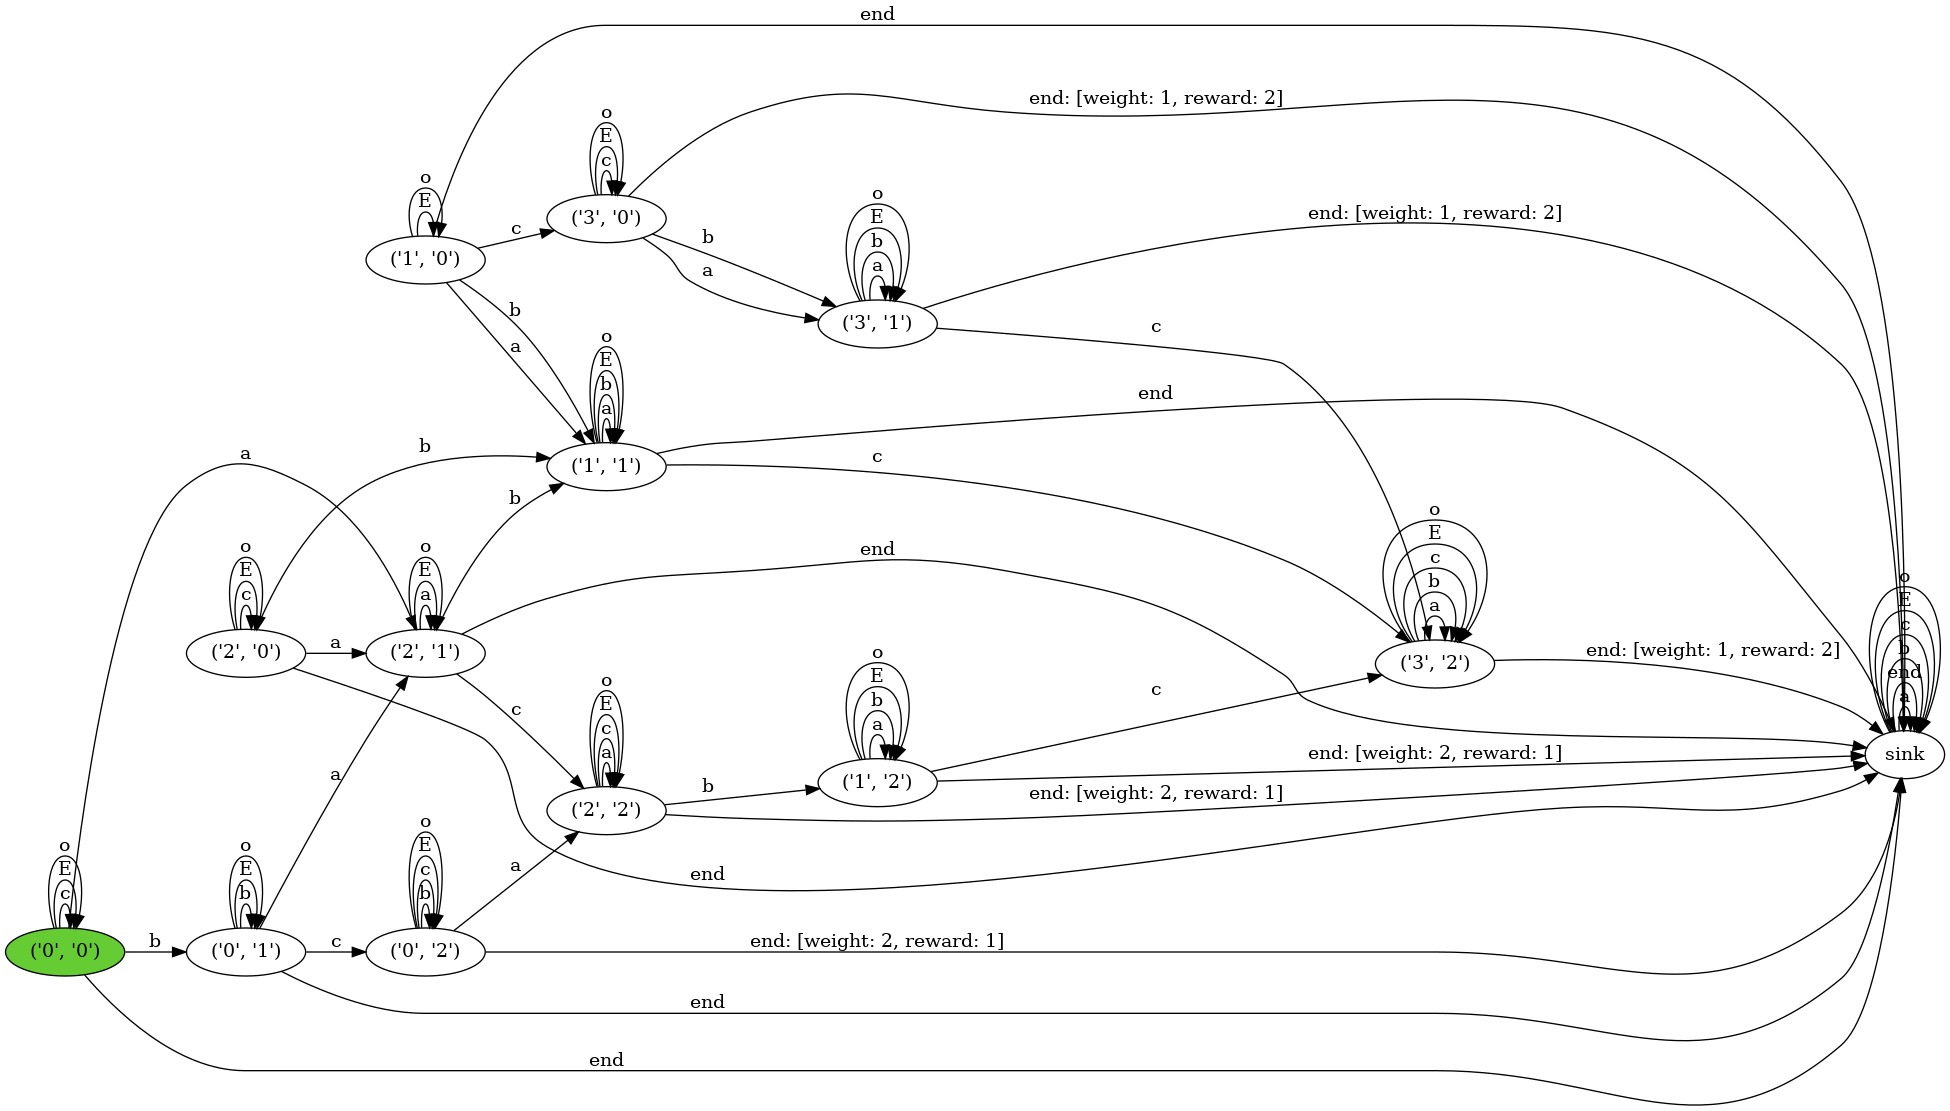 end
end: [weight: 1, reward: 2]
o
E
c
('3', '0')
o
E
('1', '0')
c
b
a
o
E
b
a
('3', '1')
end: [weight: 1, reward: 2]
b
a
c
o
E
b
a
('1', '1')
end
c
a
b
b
o
E
c
('2', '0')
a
o
E
a
('2', '1')
end
o
E
c
b
a
('3', '2')
end: [weight: 1, reward: 2]
o
E
c
b
end
a
sink
c
o
E
c
a
('2', '2')
b
o
E
b
a
('1', '2')
c
end: [weight: 2, reward: 1]
end: [weight: 2, reward: 1]
a
end
o
E
c
('0', '0')
b
o
E
b
('0', '1')
c
o
E
c
b
('0', '2')
a
end: [weight: 2, reward: 1]
end
end